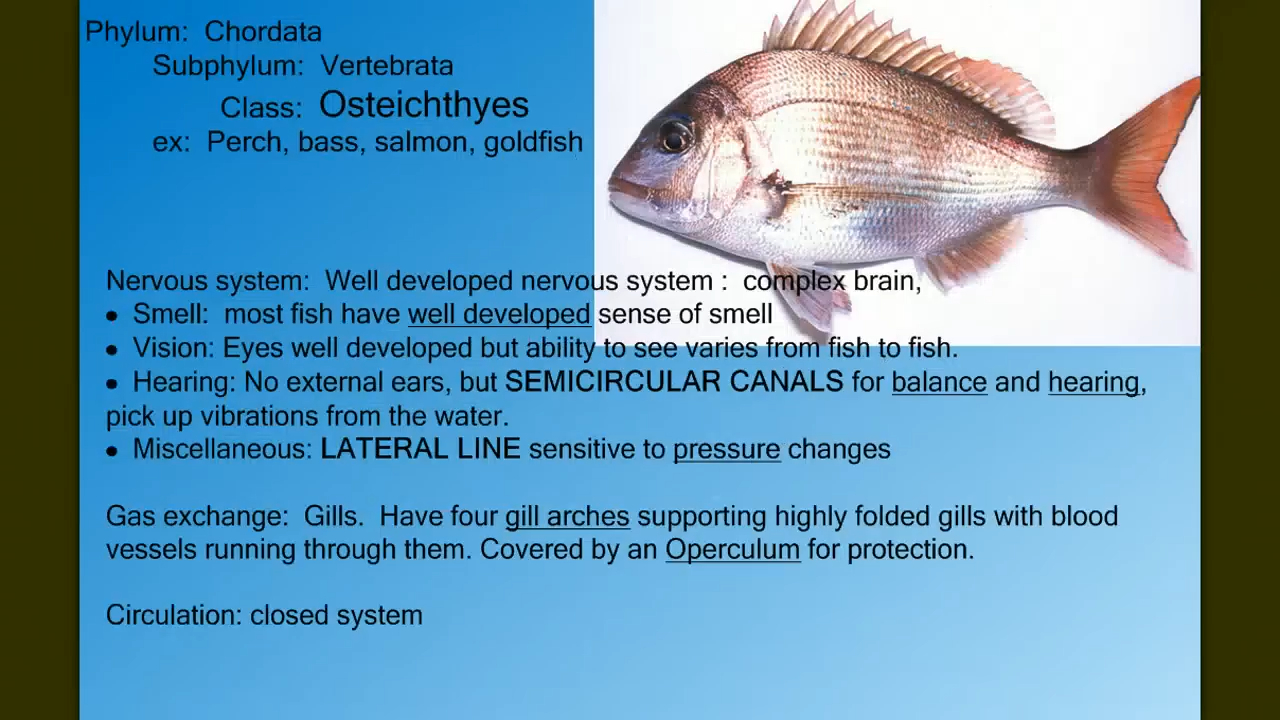 Phylum:  Chordata
Subphylum:  Vertebrata
Class:  Osteichthyes
ex:  Perch, bass, salmon, goldfish
Nervous system:  Well developed nervous system :  complex brain,
• Smell:  most fish have well developed sense of smell
• Vision: Eyes well developed but ability to see varies from fish to fish.
• Hearing: No external ears, but SEMICIRCULAR CANALS for balance and hearing,
pick up vibrations from the water.
• Miscellaneous: LATERAL LINE sensitive to pressure changes
Gas exchange:  Gills.  Have four gill arches supporting highly folded gills with blood
vessels running through them. Covered by an Operculum for protection.
Circulation: closed system